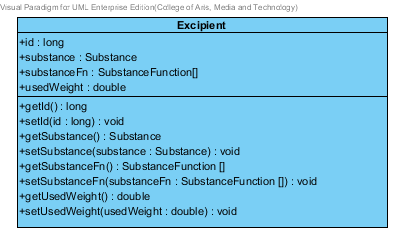 Visual Paradigm for UML Enterprise Edition(College of Arts, Media and Technology)
Excipient
+id : long
+substance : Substance
+substanceFn : SubstanceFunction[]
+usedWeight : double
+getId() : long
+setId(id : long) : void
+getSubstance() : Substance
+setSubstance(substance : Substance) : void
+getSubstanceFn() : SubstanceFunction []
+setSubstanceFn(substanceFn : SubstanceFunction []) : void
+getUsedWeight() : double
+setUsedWeight(usedWeight : double) : void